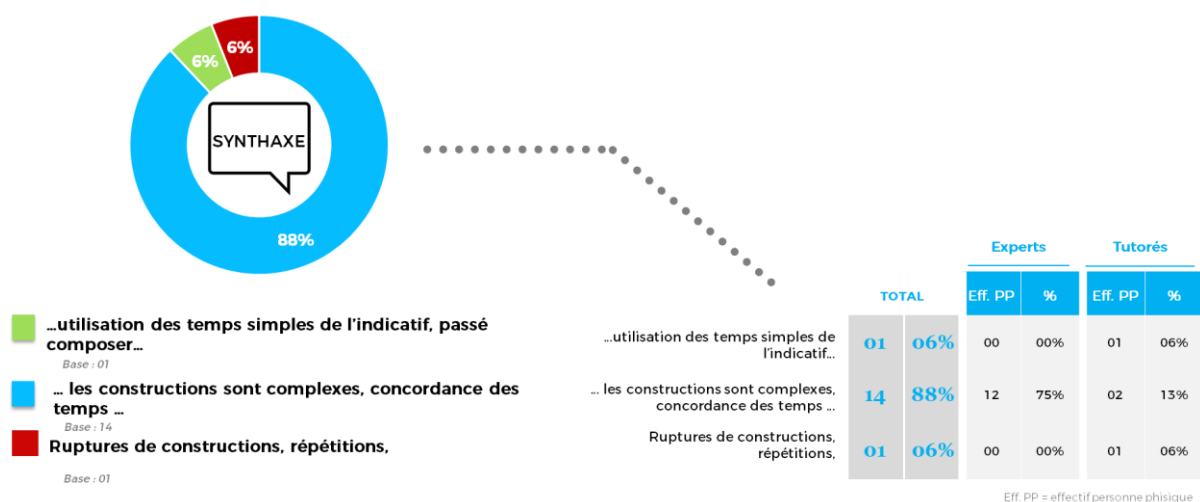 6%
6%
SYNTHAXE
88%
...utilisation des temps simples de l'indicatif, passé
composer...
Base : 01
... les constructions sont complexes, concordance des
temps ...
Base : 14
Ruptures de constructions, répétitions,
Base : 01
Experts Tutorés
TOTAL Eff. PP % Eff. PP %
...utilisation des temps simples de
l'indicatif... 01 06% 00 00% 01 06%
... les constructions sont complexes,
concordance des temps ... 14 88% 12 75% 02 13%
Ruptures de constructions,
répétitions, 01 06% 00 00% 01 06%
Eff. PP = effectif personne phisique